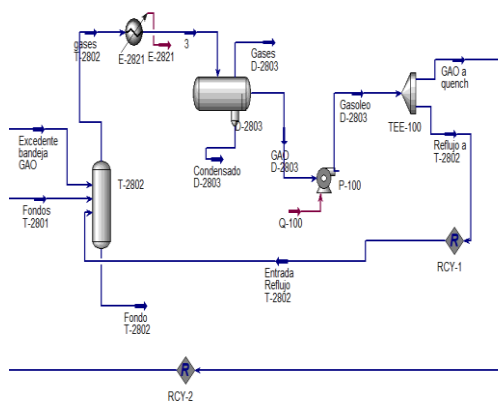 gases
T-2802
E-2821
E-2821
3
Gases
D-2803
D-2803
Condensado
D-2803
GAO
D-2803
Gasoleo
D-2803
P-100
Q-100
TEE-100
GAO a
quench
Reflujo a
T-2802
Excedente
bandeja
GAO
T-2802
Fondos
T-2801
R
RCY-1
Entrada
Reflujo
T-2802
Fondo
T-2802
R
RCY-2